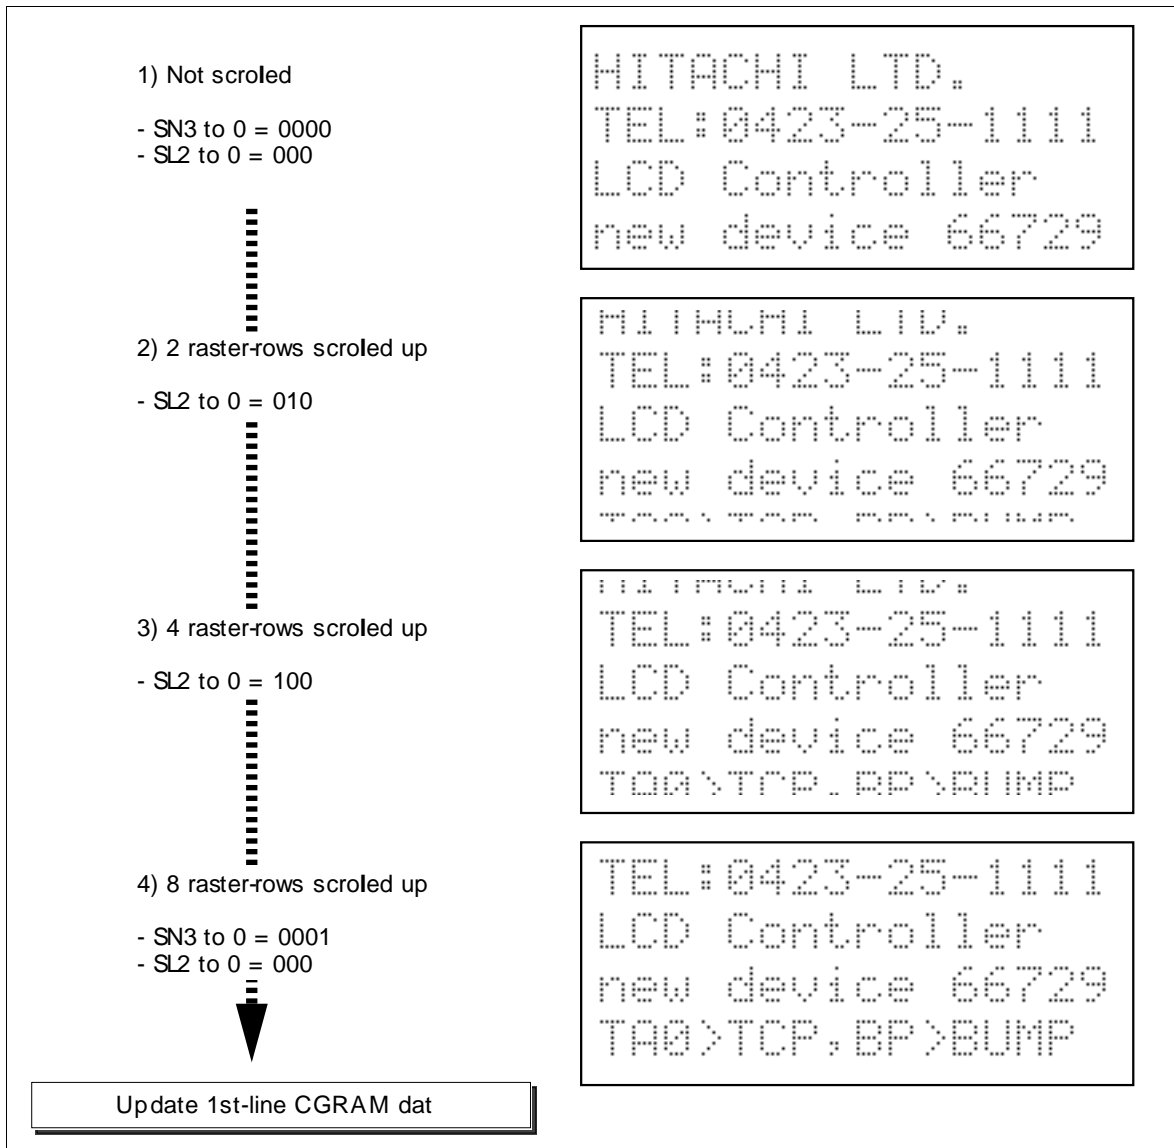 1) Not scroled
- SN3 to 0 = 0000
- SL2 to 0 = 000
HITACHI LTD.
TEL:0423-25-1111
LCD Controller
new device 66729
2) 2 raster-rows scroled up
- SL2 to 0 = 010
HITACHI LTD.
TEL:0423-25-1111
LCD Controller
new device 66729
3) 4 raster-rows scroled up
- SL2 to 0 = 100
TEL:0423-25-1111
LCD Controller
new device 66729
TA0>TCP,BP>BUMP
4) 8 raster-rows scroled up
- SN3 to 0 = 0001
- SL2 to 0 = 000
TEL:0423-25-1111
LCD Controller
new device 66729
TA0>TCP,BP>BUMP
Update 1st-line CGRAM dat